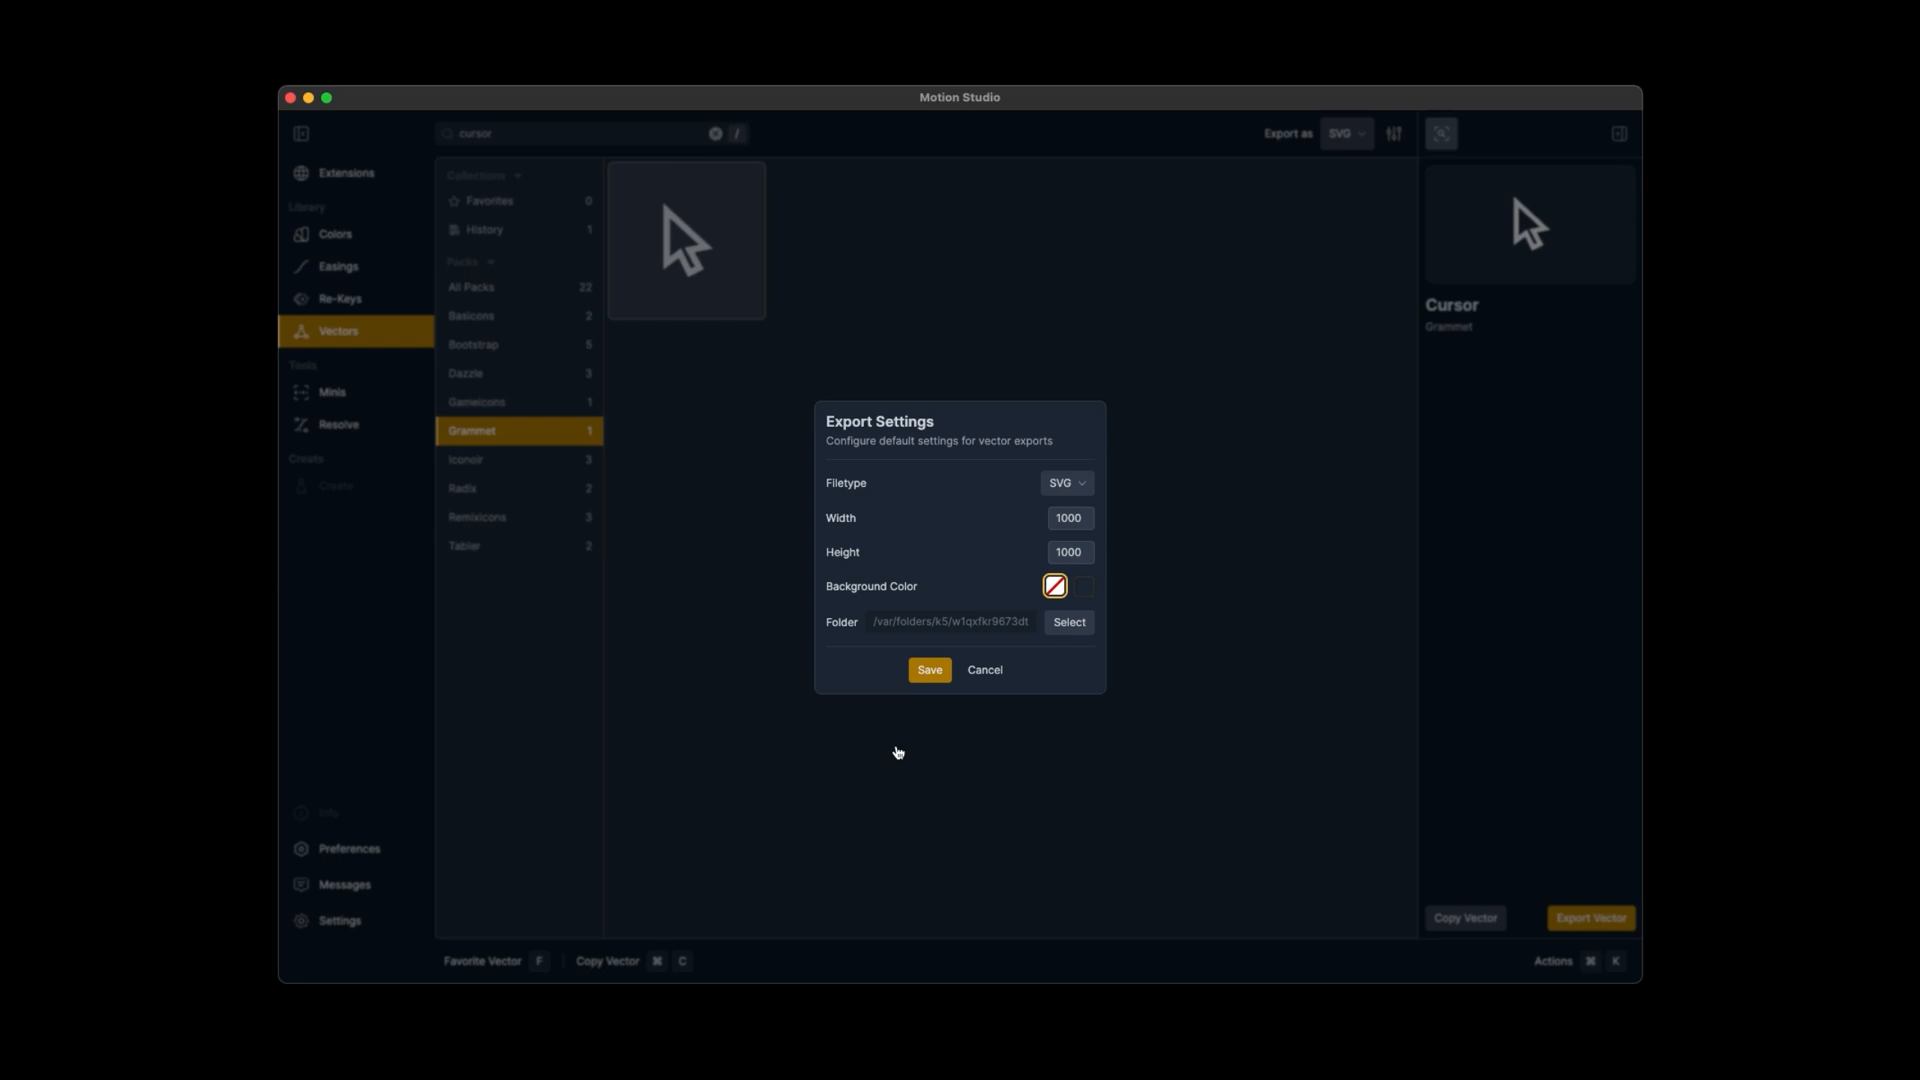 Motion Studio
cursor
/
Export as
SVG
Extensions
Library
Colors
Easings
Re-Keys
Vectors
Tools
Minis
Resolve
Create
Create
Info
Preferences
Messages
Settings
Collections
Favorites 0
History 1
Packs
All Packs 22
Basicons 2
Bootstrap 5
Dazzle 3
Gameicons 1
Grammet 1
Iconoir 3
Radix 2
Remixicons 3
Tabler 2
Export Settings
Configure default settings for vector exports
Filetype SVG
Width 1000
Height 1000
Background Color
Folder /var/folders/k5/w1qxfkr9673dt Select
Save Cancel
Cursor
Grammet
Copy Vector Export Vector
Favorite Vector F Copy Vector ⌘ C
Actions ⌘ K